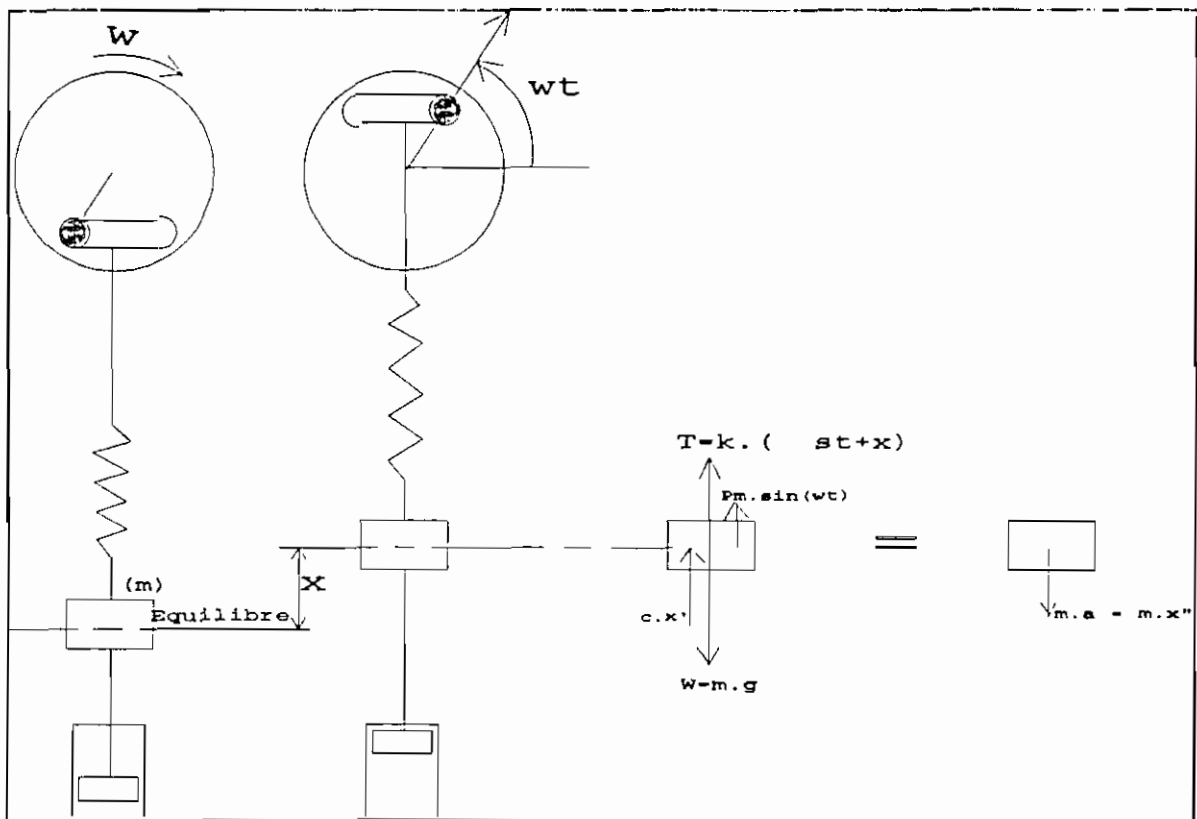 W
wt
T=k.( st+x)
Pm.sin(wt)
(m)
X
Equilibre
c.x'
m.a = m.x"
W=m.g